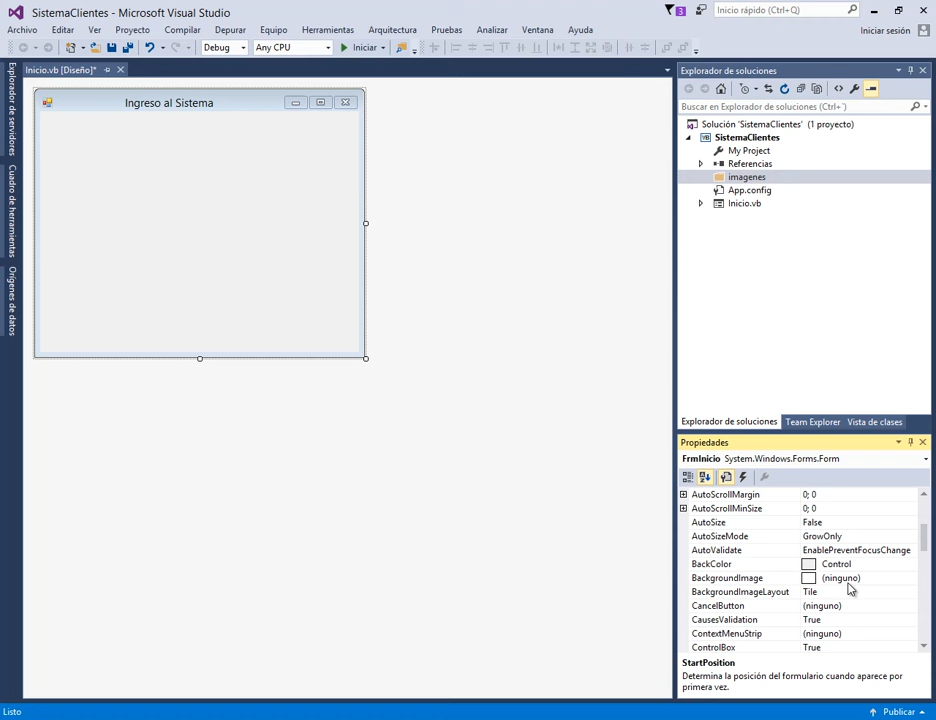 SistemaClientes - Microsoft Visual Studio
3
Inicio rápido (Ctrl+Q)
Archivo Editar Ver Proyecto Compilar Depurar Equipo Herramientas Arquitectura Pruebas Analizar Ventana Ayuda
Iniciar sesión
Debug Any CPU Iniciar
Explorador de servidores
Cuadro de herramientas
Orígenes de datos
Inicio.vb [Diseño]*
Ingreso al Sistema
Explorador de soluciones
Buscar en Explorador de soluciones (Ctrl+´)
Solución 'SistemaClientes' (1 proyecto)
VB SistemaClientes
My Project
Referencias
imagenes
App.config
Inicio.vb
Explorador de soluciones Team Explorer Vista de clases
Propiedades
FrmInicio System.Windows.Forms.Form
AutoScrollMargin 0; 0
AutoScrollMinSize 0; 0
AutoSize False
AutoSizeMode GrowOnly
AutoValidate EnablePreventFocusChange
BackColor Control
BackgroundImage (ninguno)
BackgroundImageLayout Tile
CancelButton (ninguno)
CausesValidation True
ContextMenuStrip (ninguno)
ControlBox True
StartPosition
Determina la posición del formulario cuando aparece por
primera vez.
Listo
Publicar